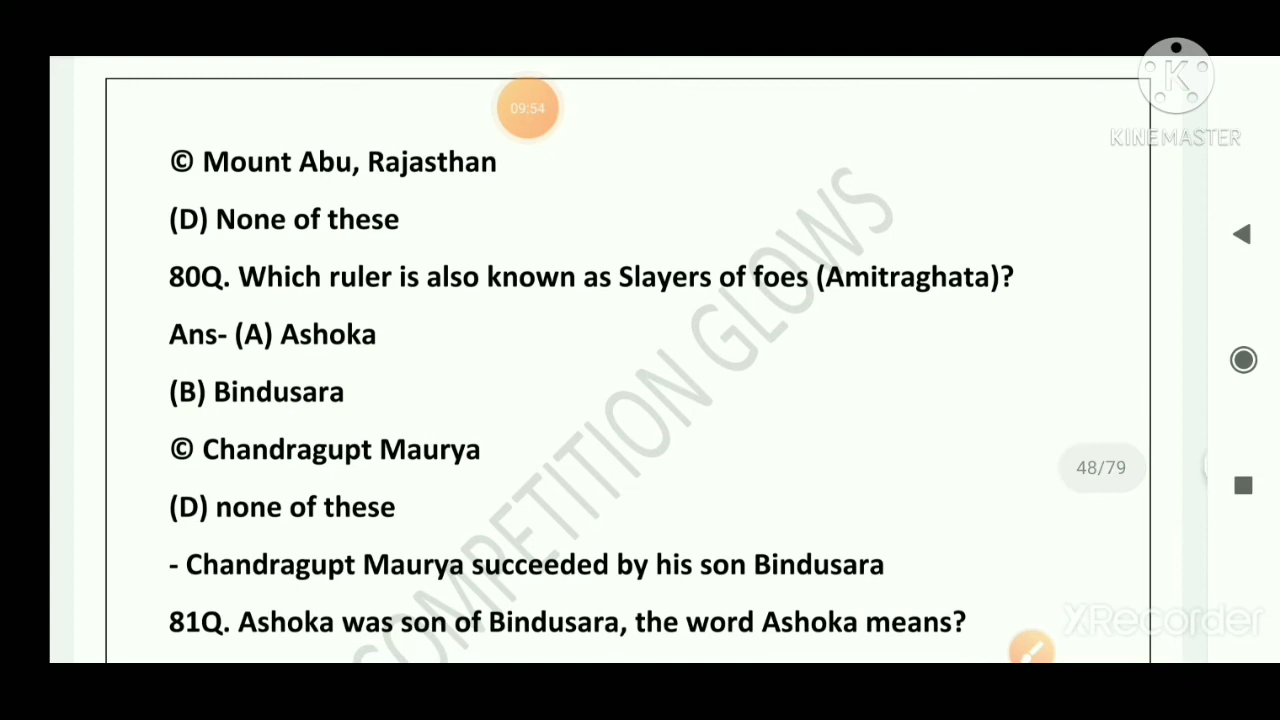 09:54
K
KINEMASTER
© Mount Abu, Rajasthan
(D) None of these
80Q. Which ruler is also known as Slayers of foes (Amitraghata)?
Ans- (A) Ashoka
(B) Bindusara
© Chandragupt Maurya
48/79
(D) none of these
- Chandragupt Maurya succeeded by his son Bindusara
81Q. Ashoka was son of Bindusara, the word Ashoka means?
COMPETITION GLOWS
XRecorder